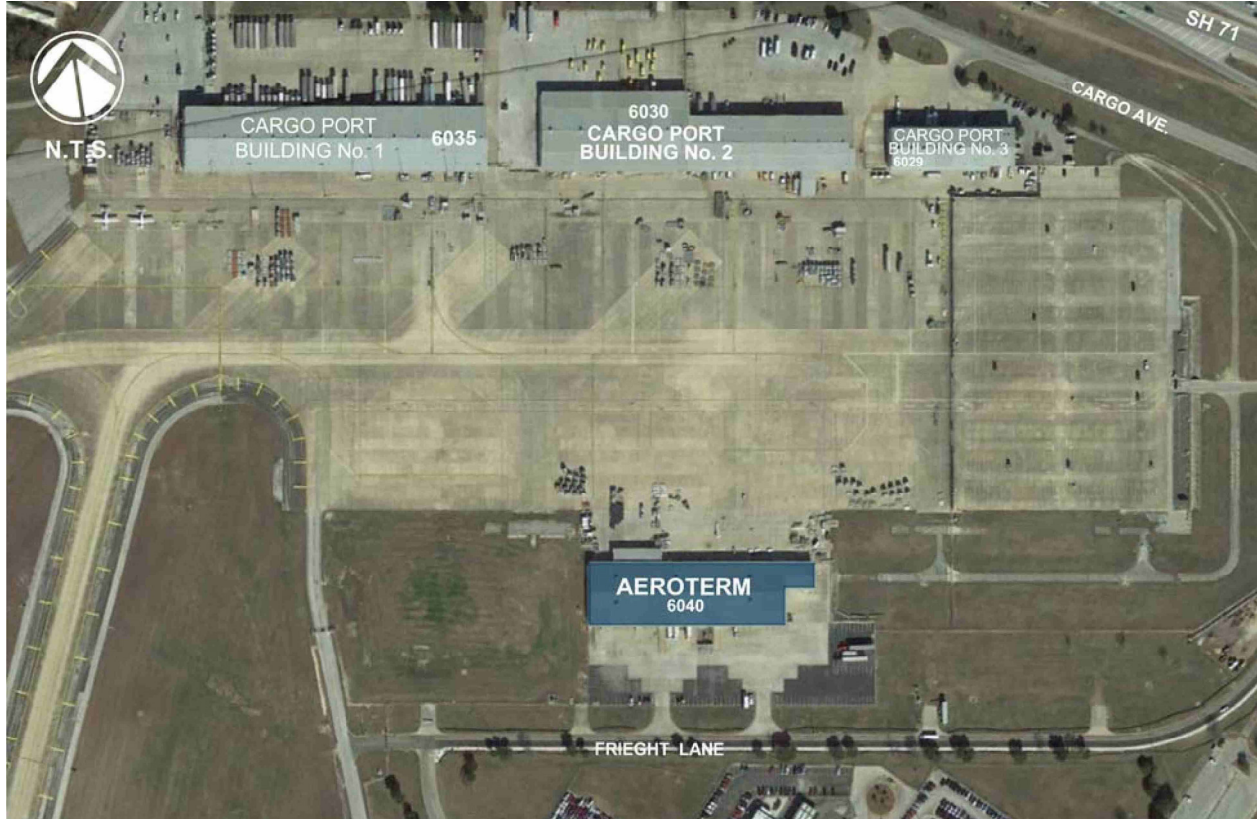 SH 71
CARGO AVE.
N.T.S.
CARGO PORT
BUILDING No. 1
6035
6030
CARGO PORT
BUILDING No. 2
CARGO PORT
BUILDING No. 3
6029
AEROTERM
6040
FRIEGHT LANE